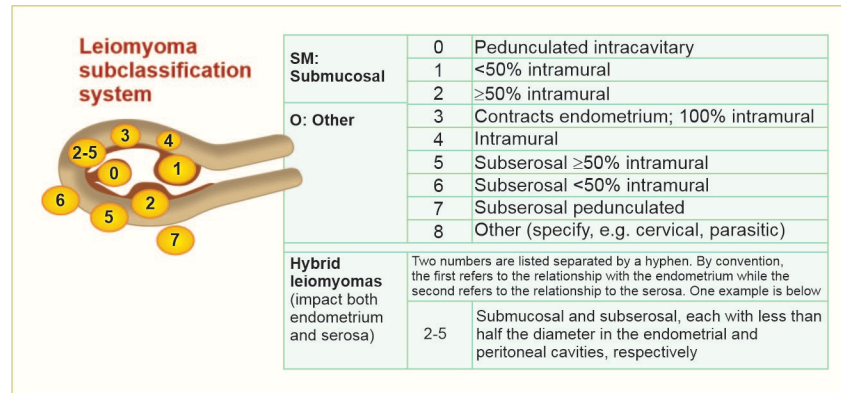 Leiomyoma
subclassification
system
3
4
2-5
0
1
6
5
2
7
SM:
Submucosal
0 Pedunculated intracavitary
1 <50% intramural
2 ≥50% intramural
O: Other
3 Contracts endometrium; 100% intramural
4 Intramural
5 Subserosal ≥50% intramural
6 Subserosal <50% intramural
7 Subserosal pedunculated
8 Other (specify, e.g. cervical, parasitic)
Hybrid
leiomyomas
(impact both
endometrium
and serosa)
Two numbers are listed separated by a hyphen. By convention,
the first refers to the relationship with the endometrium while the
second refers to the relationship to the serosa. One example is below
2-5
Submucosal and subserosal, each with less than
half the diameter in the endometrial and
peritoneal cavities, respectively